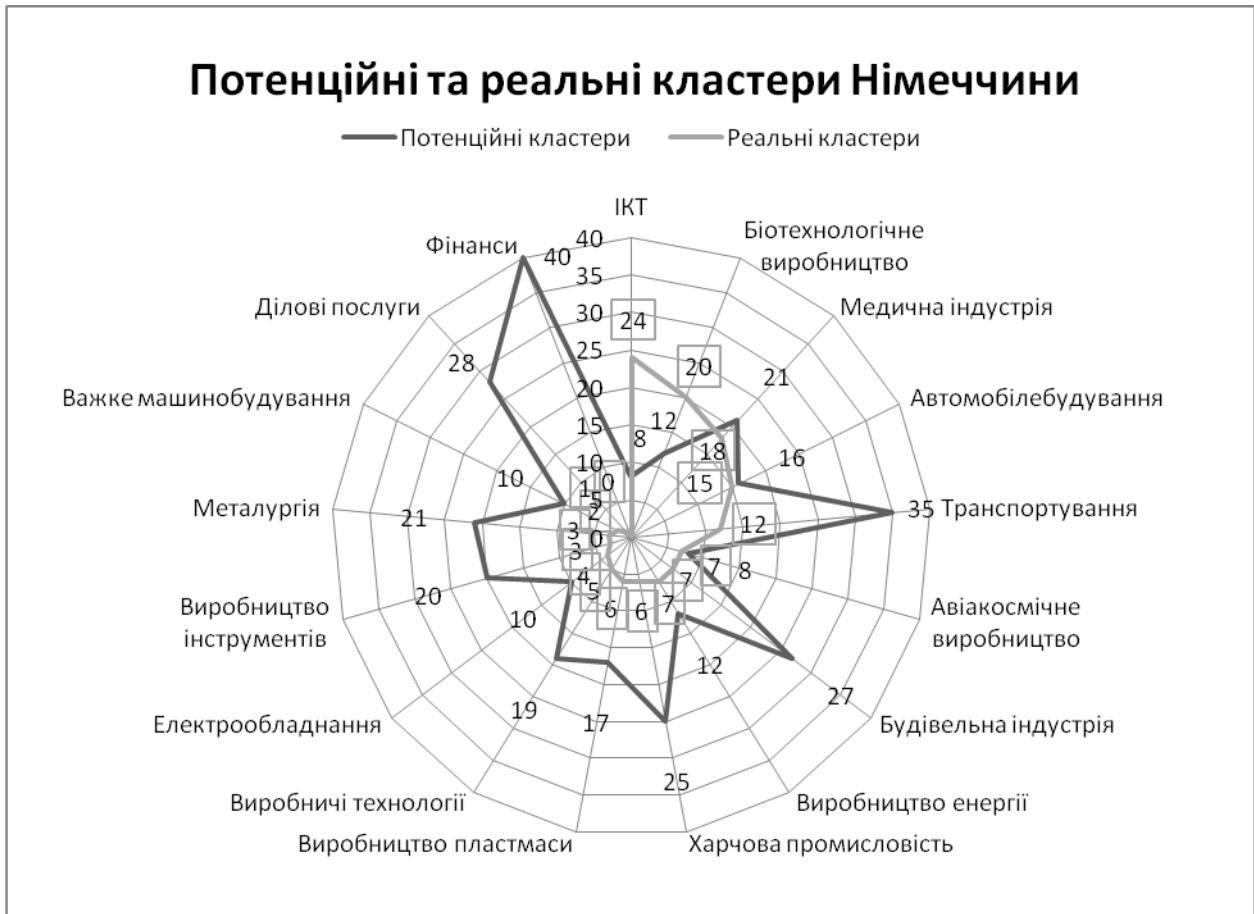 Потенційні та реальні кластери Німеччини
Потенційні кластери Реальні кластери
ІКТ
Біотехнологічне
виробництво
Медична індустрія
Автомобілебудування
Транспортування
Авіакосмічне
виробництво
Будівельна індустрія
Виробництво енергії
Харчова промисловість
Виробництво пластмаси
Виробничі технології
Електрообладнання
Виробництво
інструментів
Металургія
Важке машинобудування
Ділові послуги
Фінанси
40
35
30
25
20
15
10
5
0
8
12
21
16
35
8
27
12
25
17
19
10
20
21
10
28
40
24
20
18
15
12
7
7
7
6
6
5
4
3
3
2
1
0